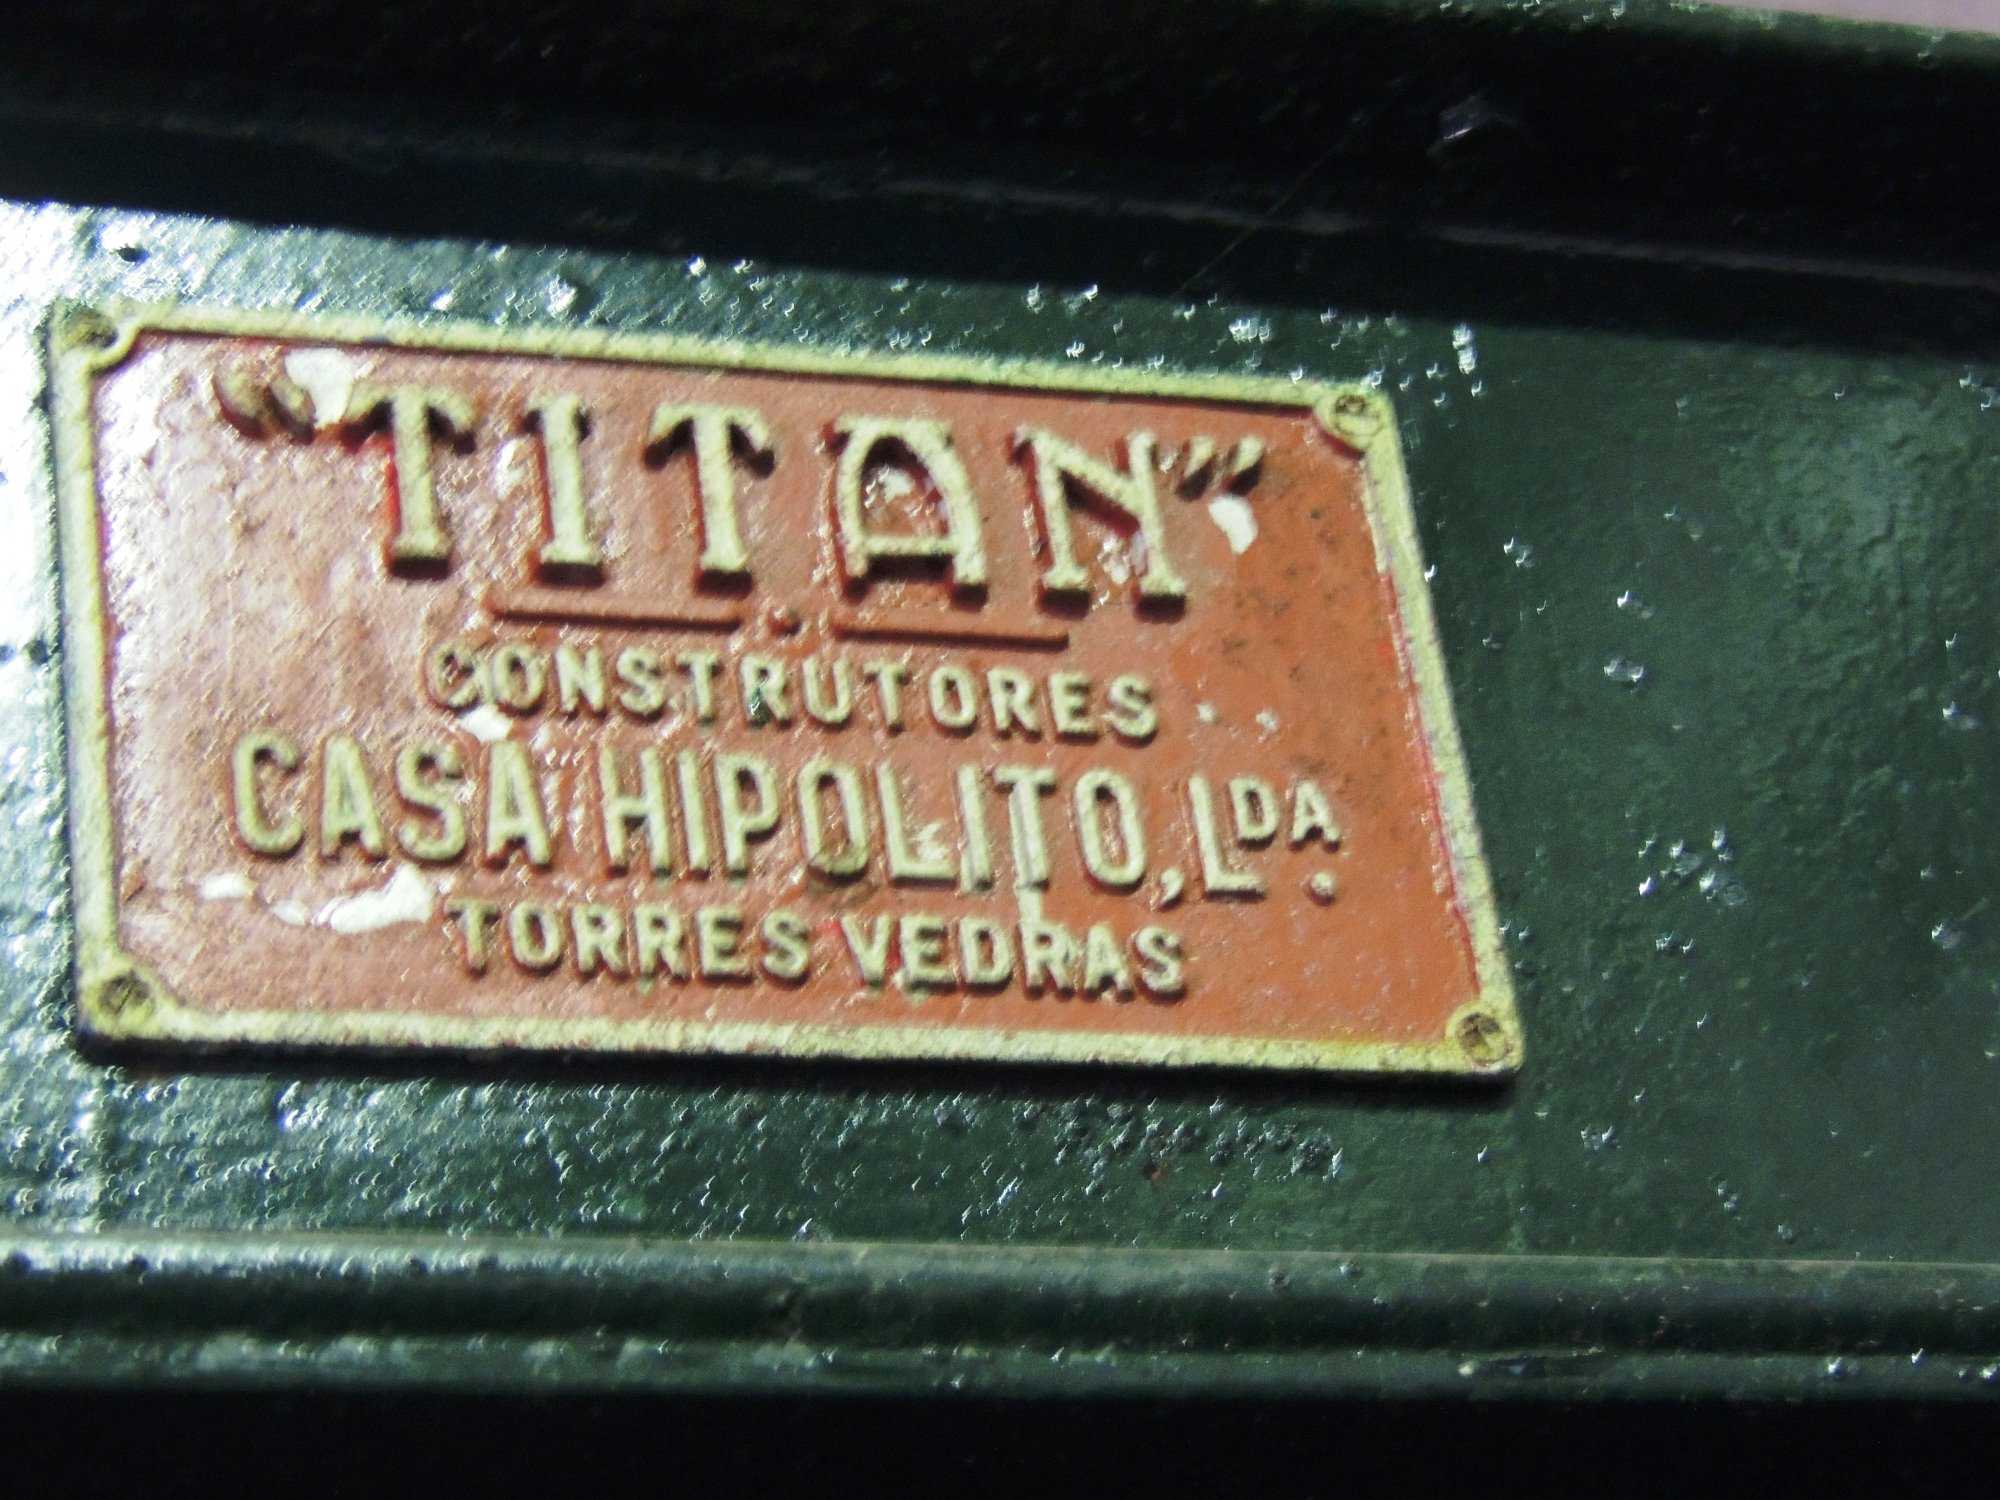 "TITAN"
CONSTRUTORES
CASA HIPOLITO, LDA.
TORRES VEDRAS